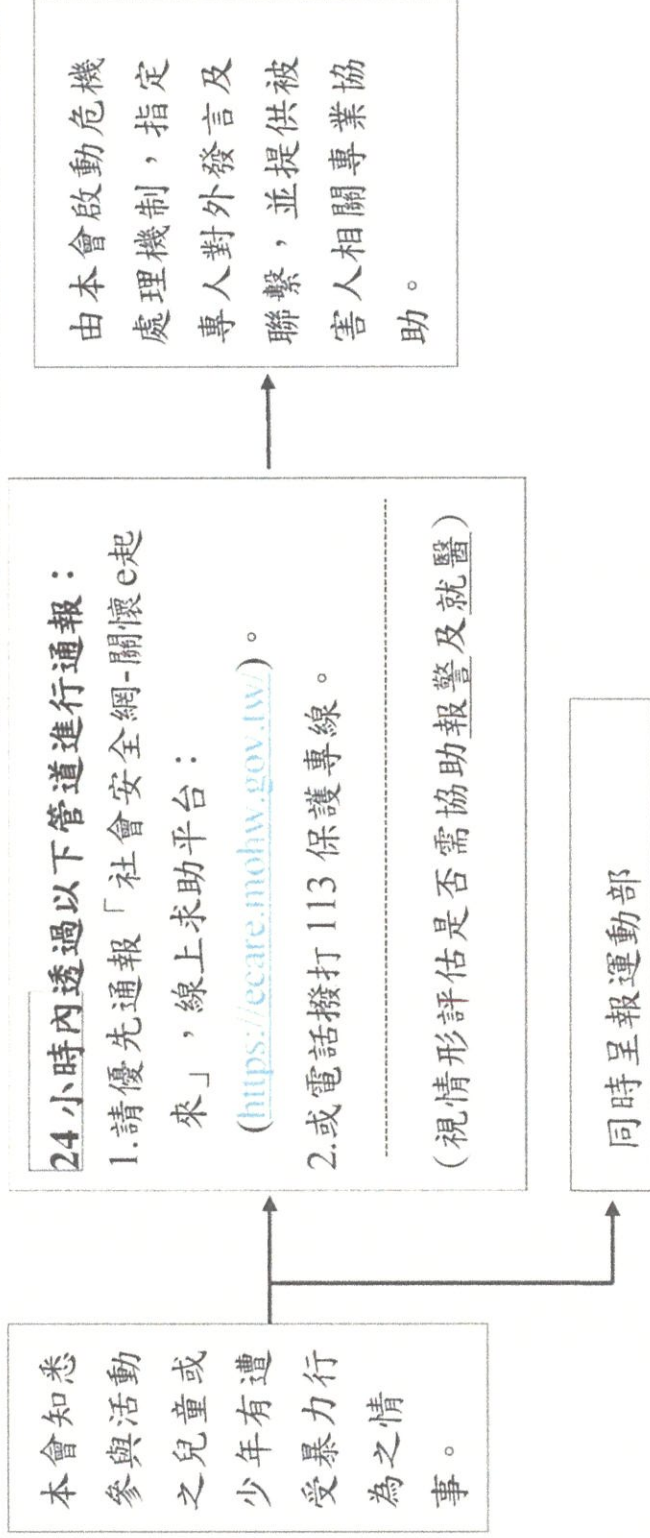 本會知悉
參與活動
之兒童或
少年有遭
受暴力行
為之情
事。
24 小時內透過以下管道進行通報：
1.請優先通報「社會安全網-關懷 e起
來」，線上求助平台：
(https://ecare.mohw.gov.tw/)。
2.或電話撥打 113 保護專線。
(視情形評估是否需協助報警及就醫)
同時呈報運動部
由本會啟動危機
處理機制，指定
專人對外發言及
聯繫，並提供被
害人相關專業協
助。